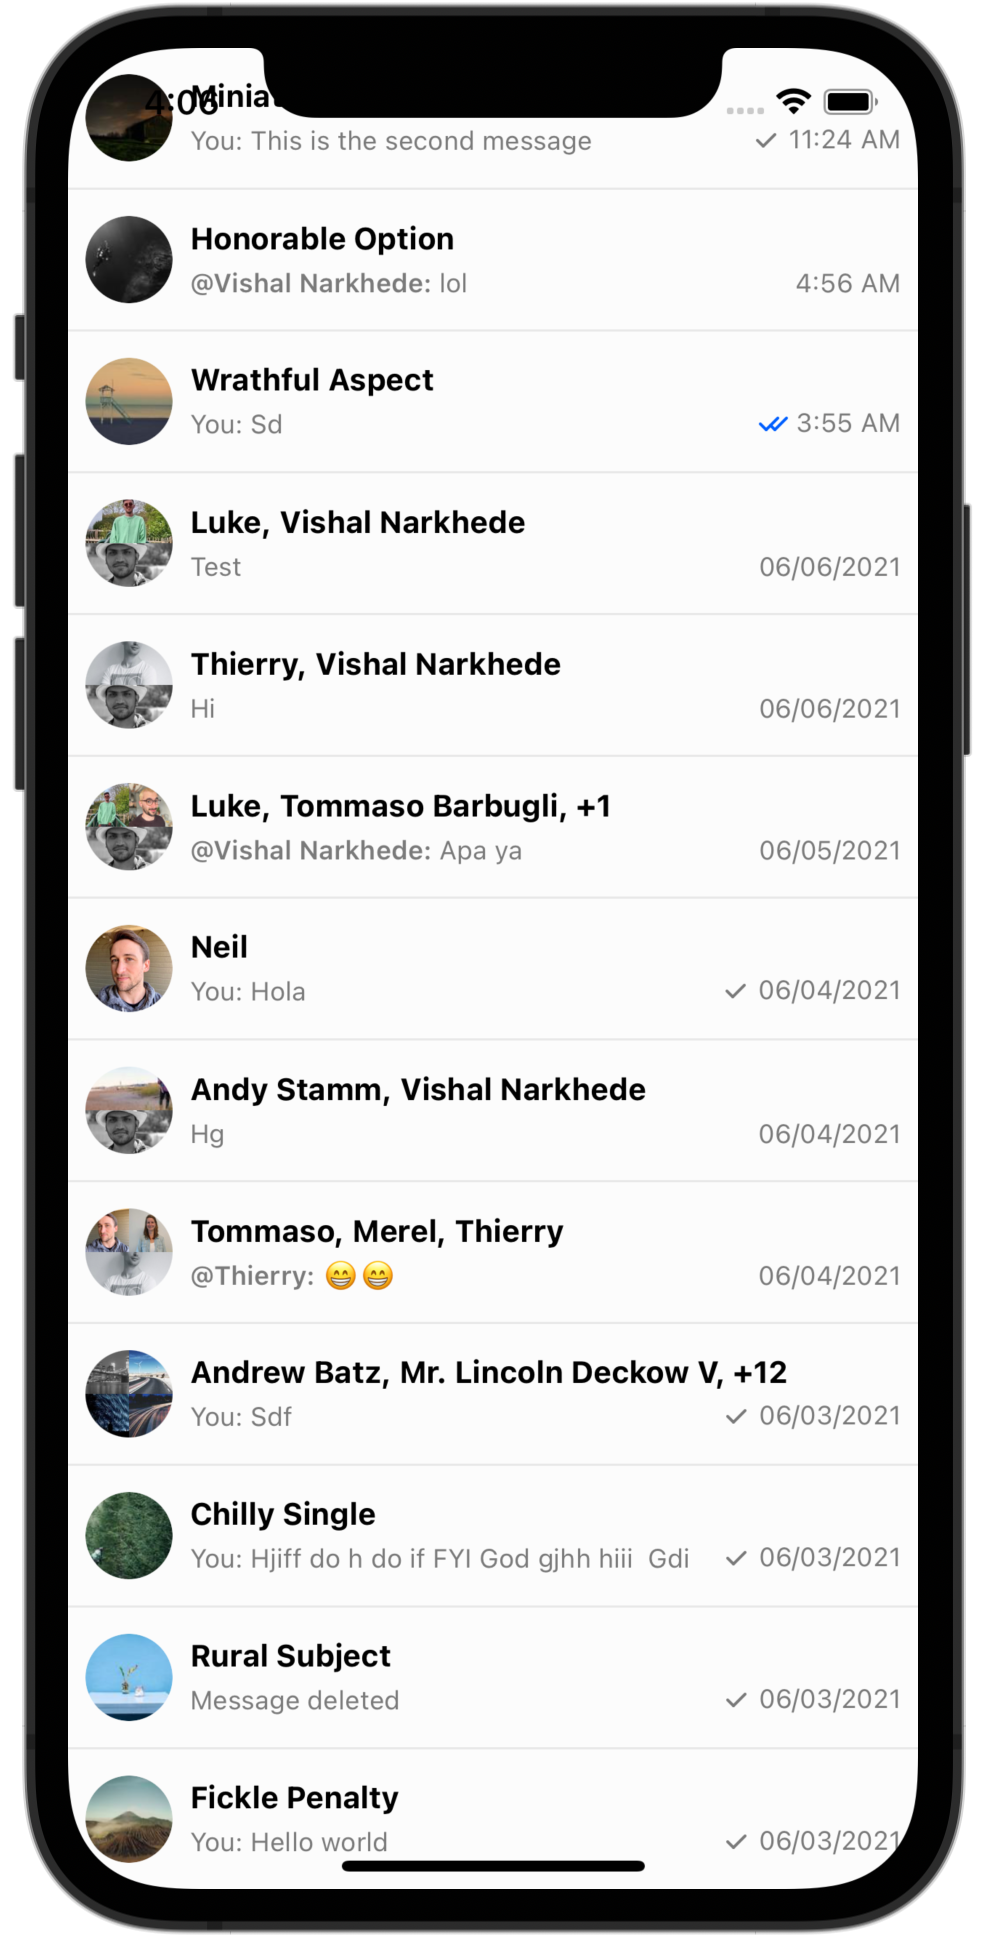 4:06
You: This is the second message
11:24 AM
Honorable Option
@Vishal Narkhede: lol
4:56 AM
Wrathful Aspect
You: Sd
3:55 AM
Luke, Vishal Narkhede
Test
06/06/2021
Thierry, Vishal Narkhede
Hi
06/06/2021
Luke, Tommaso Barbugli, +1
@Vishal Narkhede: Apa ya
06/05/2021
Neil
You: Hola
06/04/2021
Andy Stamm, Vishal Narkhede
Hg
06/04/2021
Tommaso, Merel, Thierry
@Thierry: 😁😁
06/04/2021
Andrew Batz, Mr. Lincoln Deckow V, +12
You: Sdf
06/03/2021
Chilly Single
You: Hjiff do h do if FYI God gjhh hiii  Gdi
06/03/2021
Rural Subject
Message deleted
06/03/2021
Fickle Penalty
You: Hello world
06/03/2021